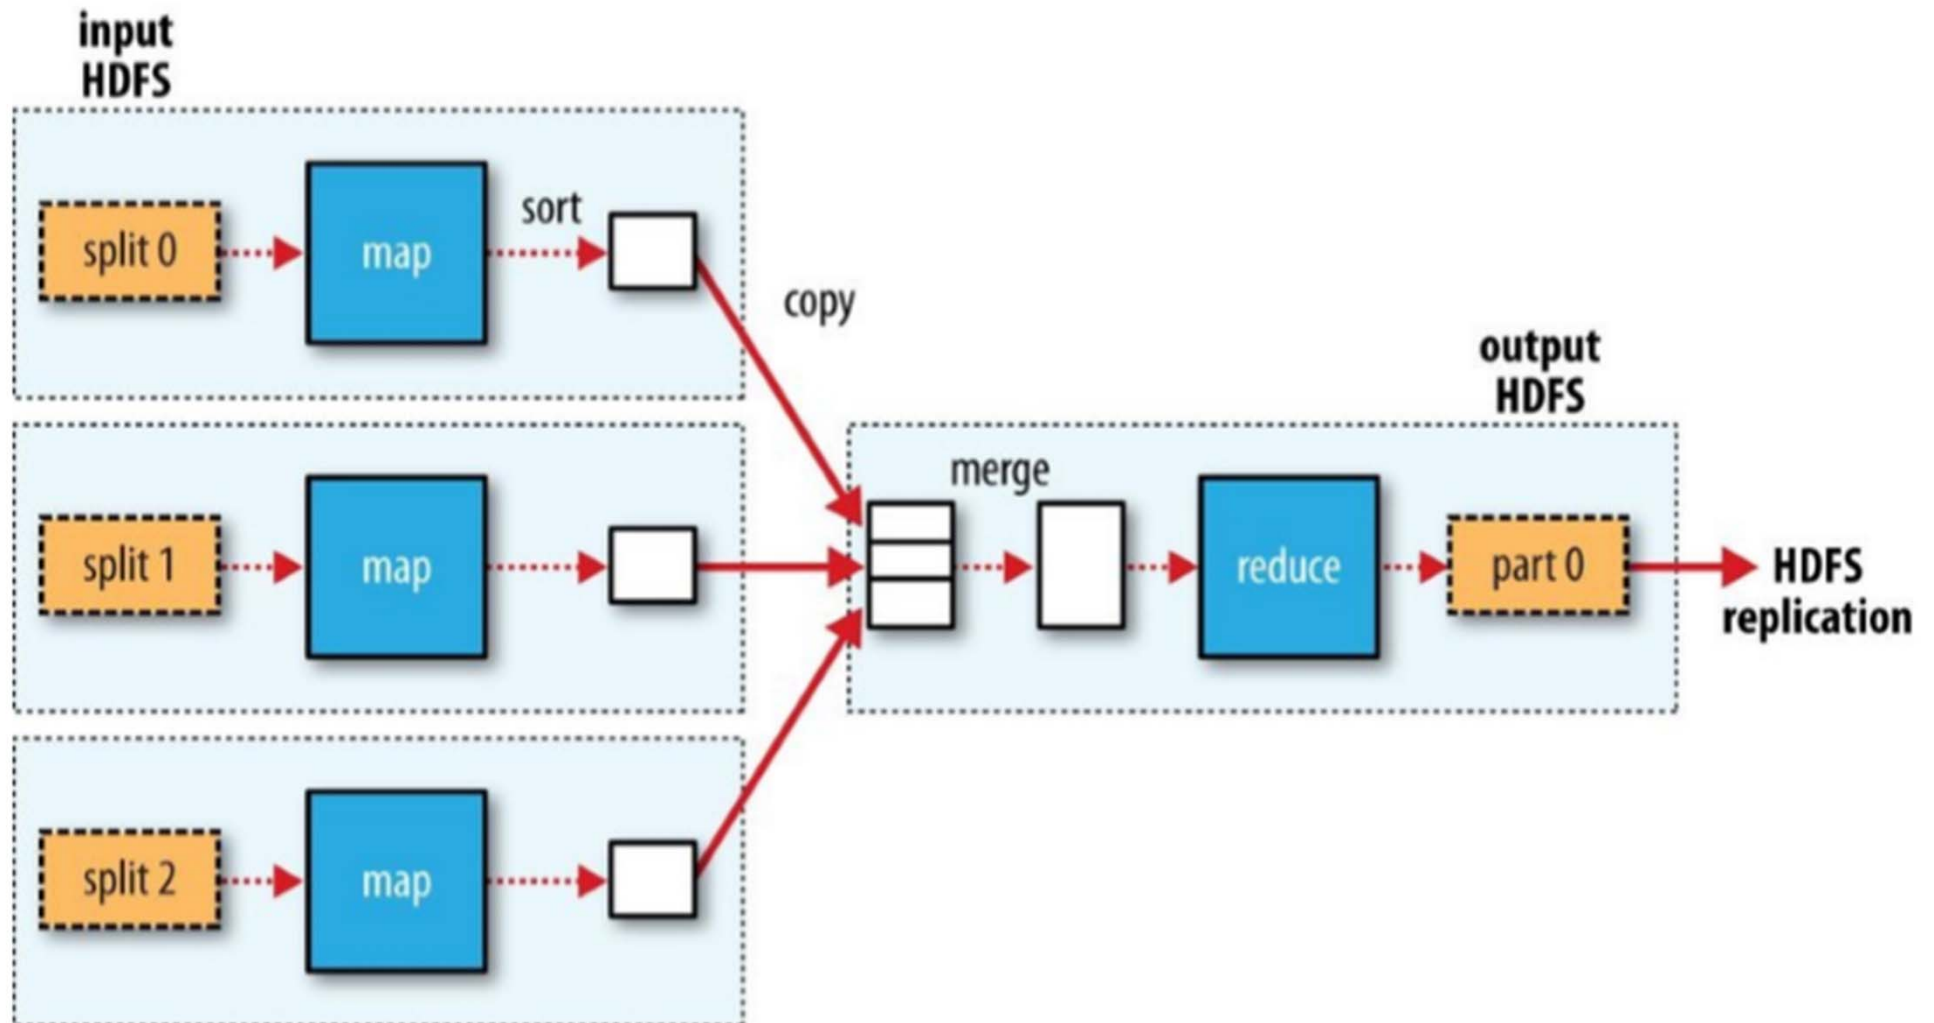 input
HDFS
split 0
map
sort
copy
split 1
map
split 2
map
output
HDFS
merge
reduce
part 0
HDFS
replication